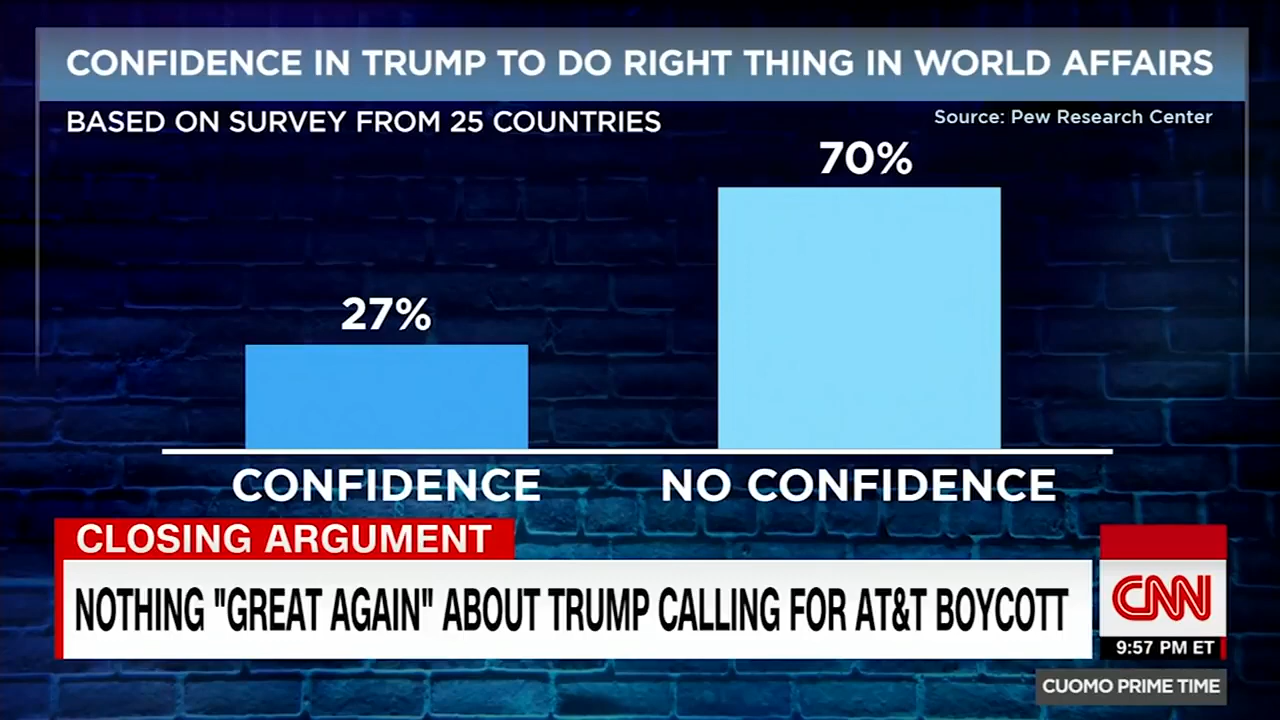 CONFIDENCE IN TRUMP TO DO RIGHT THING IN WORLD AFFAIRS
BASED ON SURVEY FROM 25 COUNTRIES
Source: Pew Research Center
27%
70%
CONFIDENCE
NO CONFIDENCE
CLOSING ARGUMENT
NOTHING "GREAT AGAIN" ABOUT TRUMP CALLING FOR AT&T BOYCOTT
CNN
9:57 PM ET
CUOMO PRIME TIME